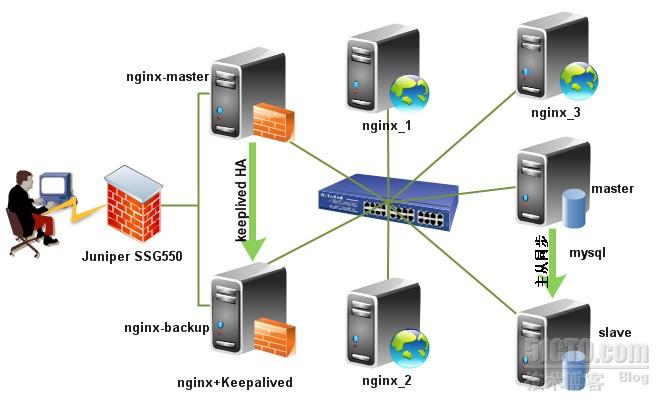 nginx-master
nginx_1
nginx_3
keeplived HA
master
Juniper SSG550
mysql
主从同步
nginx-backup
slave
nginx+Keepalived
nginx_2
51CTO.com
技术博客 Blog